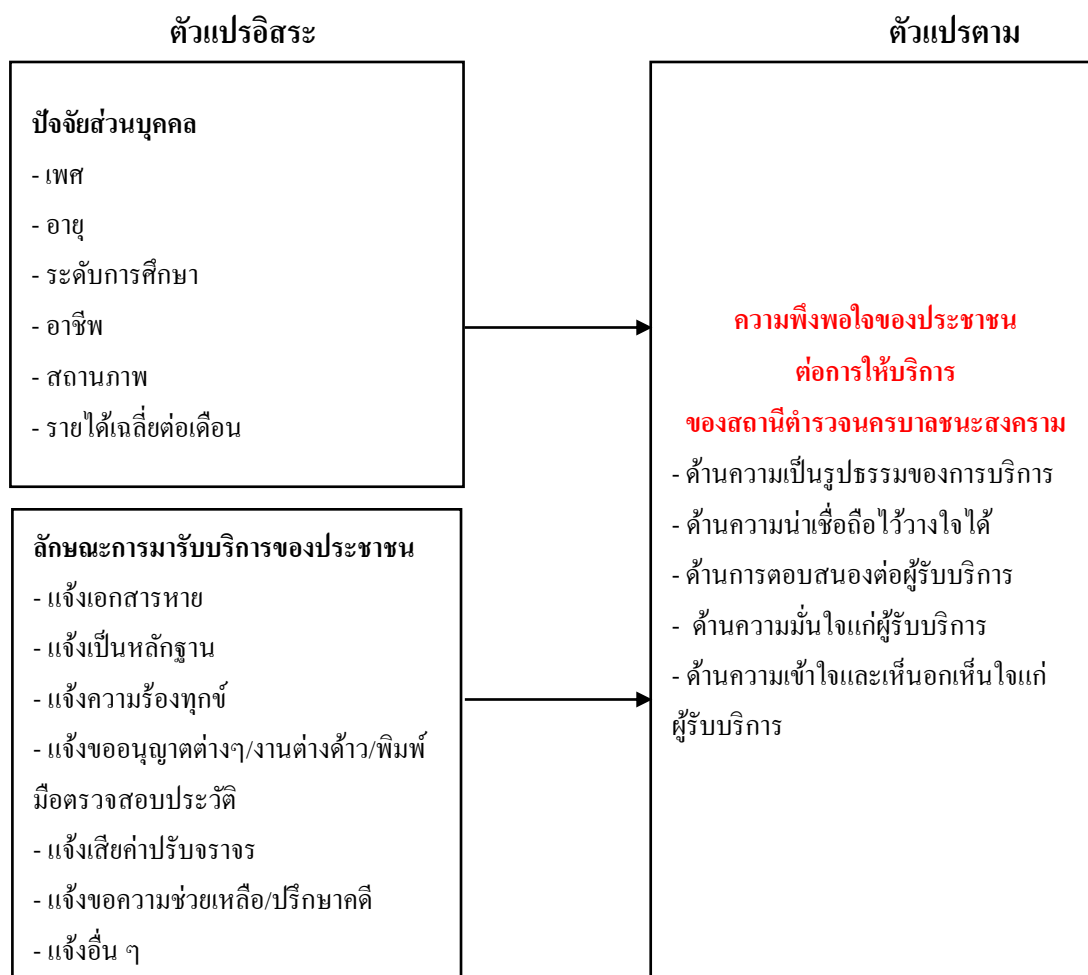 ตัวแปรอิสระ
ปัจจัยส่วนบุคคล
- เพศ
- อายุ
- ระดับการศึกษา
- อาชีพ
- สถานภาพ
- รายได้เฉลี่ยต่อเดือน
ลักษณะการมารับบริการของประชาชน
- แจ้งเอกสารหาย
- แจ้งเป็นหลักฐาน
- แจ้งความร้องทุกข์
- แจ้งขออนุญาตต่างๆ/งานต่างด้าว/พิมพ์
มือตรวจสอบประวัติ
- แจ้งเสียค่าปรับจราจร
- แจ้งขอความช่วยเหลือ/ปรึกษาคดี
- แจ้งอื่น ๆ
ตัวแปรตาม
ความพึงพอใจของประชาชน
ต่อการให้บริการ
ของสถานีตำรวจนครบาลชนะสงคราม
- ด้านความเป็นรูปธรรมของการบริการ
- ด้านความน่าเชื่อถือไว้วางใจได้
- ด้านการตอบสนองต่อผู้รับบริการ
- ด้านความมั่นใจแก่ผู้รับบริการ
- ด้านความเข้าใจและเห็นอกเห็นใจแก่
ผู้รับบริการ